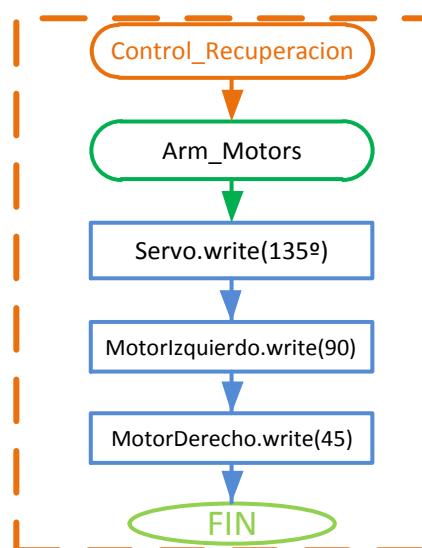 Control_Recuperacion
Arm_Motors
Servo.write(135º)
MotorIzquierdo.write(90)
MotorDerecho.write(45)
FIN